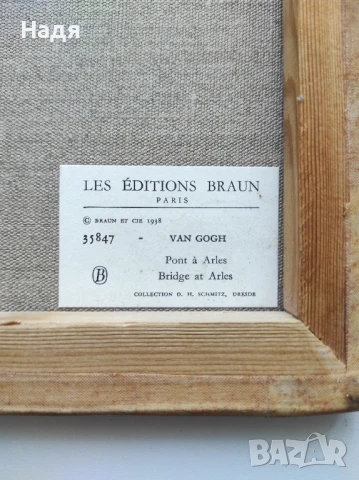 Надя
LES ÉDITIONS BRAUN
PARIS
© BRAUN ET CIE 1938
35847 - VAN GOGH
Pont à Arles
B Bridge at Arles
COLLECTION O. H. SCHMITZ, DRESDE
BAZAR